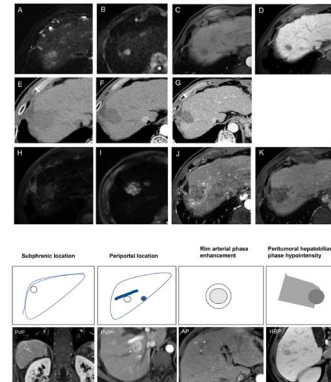 A
B
C
D
E
F
G
H
I
J
K
Subphrenic location
Periportal location
Rim arterial phase
enhancement
Peritumoral hepatobiliary
phase hypointensity
PVP
PVP
AP
HBP